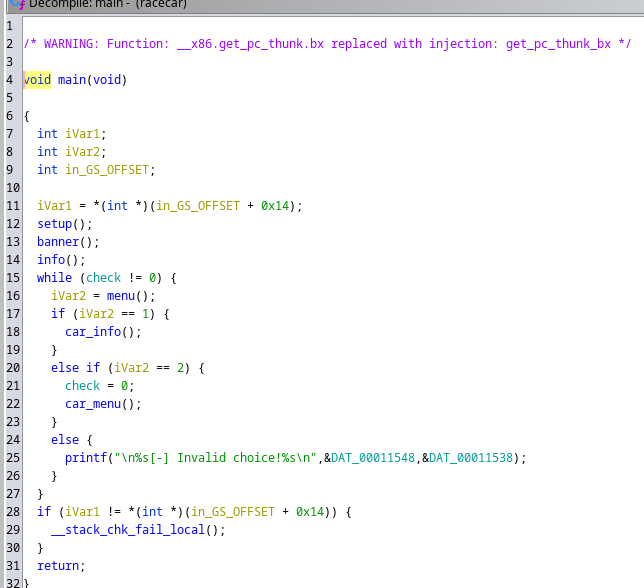 Decompile: main - (racecar)
1
2 /* WARNING: Function: __x86.get_pc_thunk.bx replaced with injection: get_pc_thunk_bx */
3
4 void main(void)
5
6 {
7 int iVar1;
8 int iVar2;
9 int in_GS_OFFSET;
10
11 iVar1 = *(int *)(in_GS_OFFSET + 0x14);
12 setup();
13 banner();
14 info();
15 while (check != 0) {
16 iVar2 = menu();
17 if (iVar2 == 1) {
18 car_info();
19 }
20 else if (iVar2 == 2) {
21 check = 0;
22 car_menu();
23 }
24 else {
25 printf("\n%s[-] Invalid choice!%s\n",&DAT_00011548,&DAT_00011538);
26 }
27 }
28 if (iVar1 != *(int *)(in_GS_OFFSET + 0x14)) {
29 __stack_chk_fail_local();
30 }
31 return;
32 }